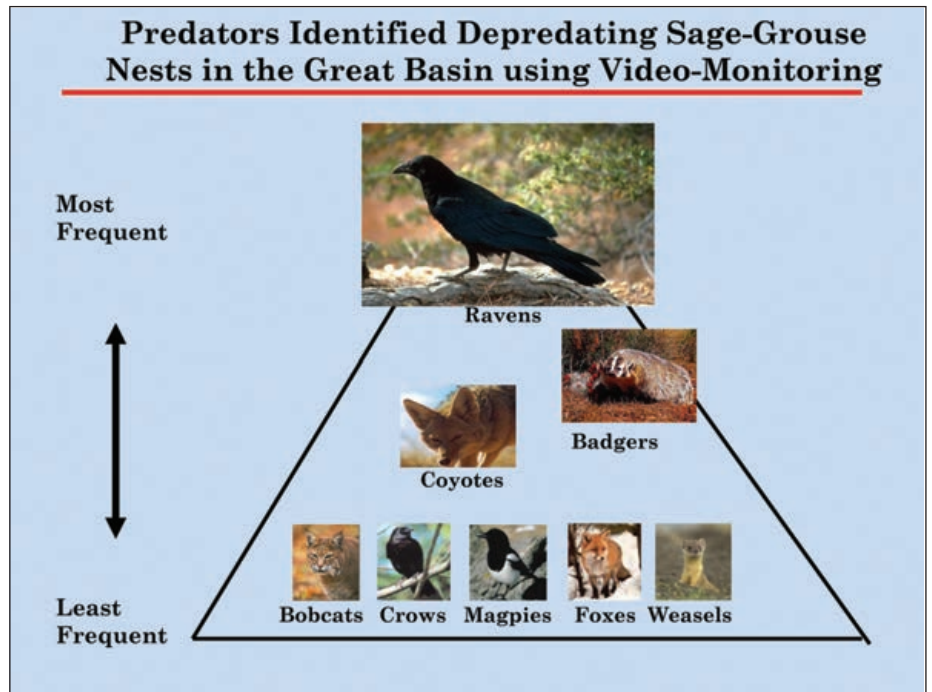 Predators Identified Depredating Sage-Grouse
Nests in the Great Basin using Video-Monitoring
Most
Frequent
Ravens
Badgers
Coyotes
Bobcats Crows Magpies Foxes Weasels
Least
Frequent